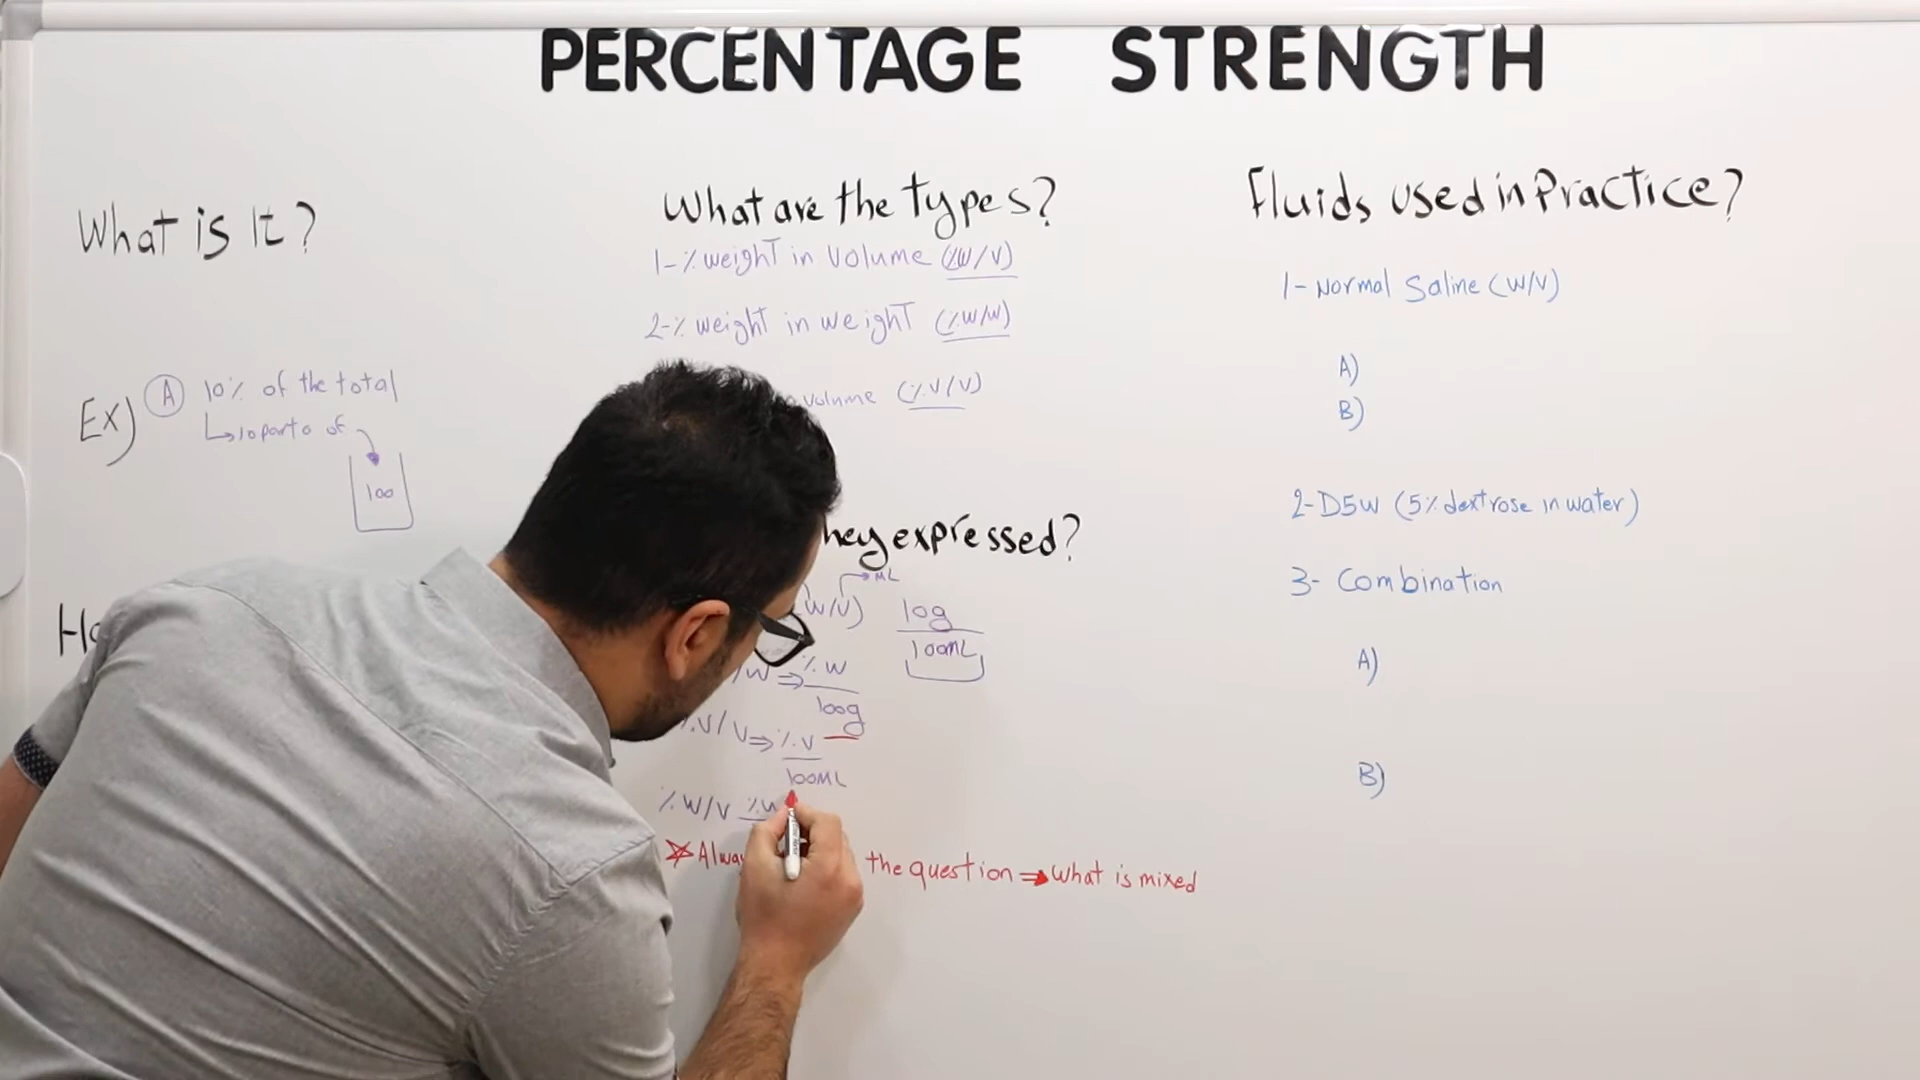 PERCENTAGE STRENGTH
What is It?
Ex) A 10% of the total
10 parts of
100
What are the types?
1-% weight in Volume (%W/V)
2-% weight in weight (%W/W)
volume (%V/V)
hey expressed?
ML
W/V) 10g
100ML
/W ⇒ %W
100g
%V/V ⇒ %V
100ML
%W/V %W
☆ Alway the question ⇒ what is mixed
Fluids used in Practice?
1- Normal Saline (W/V)
A)
B)
2- D5W (5% dextrose in water)
3- Combination
A)
B)